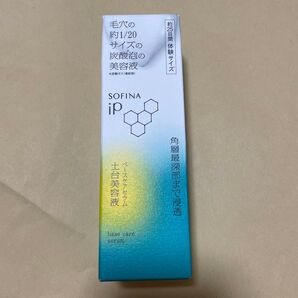 毛穴の
約1/20
サイズの
炭酸泡の
美容液
約20日間 体験サイズ
SOFINA
iP
角層最深部まで浸透
ベースケアセラム
土台美容液
base care
serum